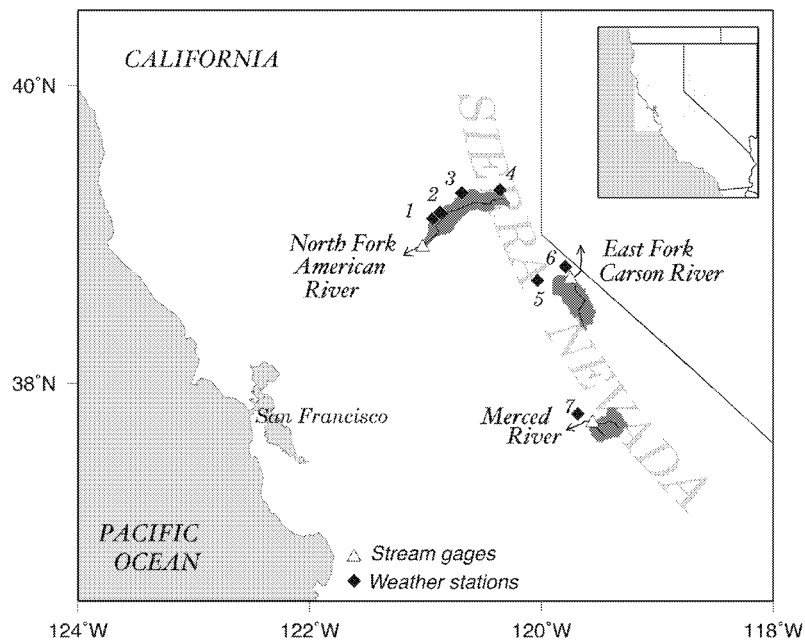 CALIFORNIA
40°N
SIERRA NEVADA
3
4
2
1
North Fork
American
River
6
East Fork
Carson River
5
38°N
San Francisco
7
Merced
River
PACIFIC
OCEAN
Stream gages
Weather stations
124°W
122°W
120°W
118°W